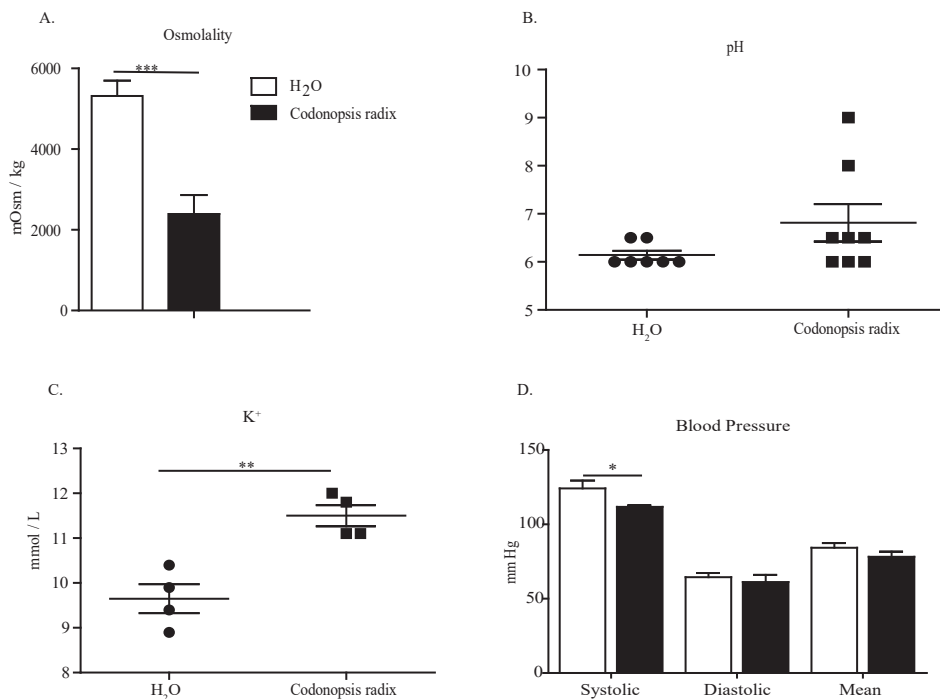 A.
Osmolality
6000
4000
2000
0
mOsm / kg
***
H2O
Codonopsis radix
B.
pH
10
9
8
7
6
5
H₂O
Codonopsis radix
C.
K⁺
13
12
11
10
9
8
mmol / L
**
H₂O
Codonopsis radix
D.
Blood Pressure
150
100
50
0
mm Hg
*
Systolic
Diastolic
Mean